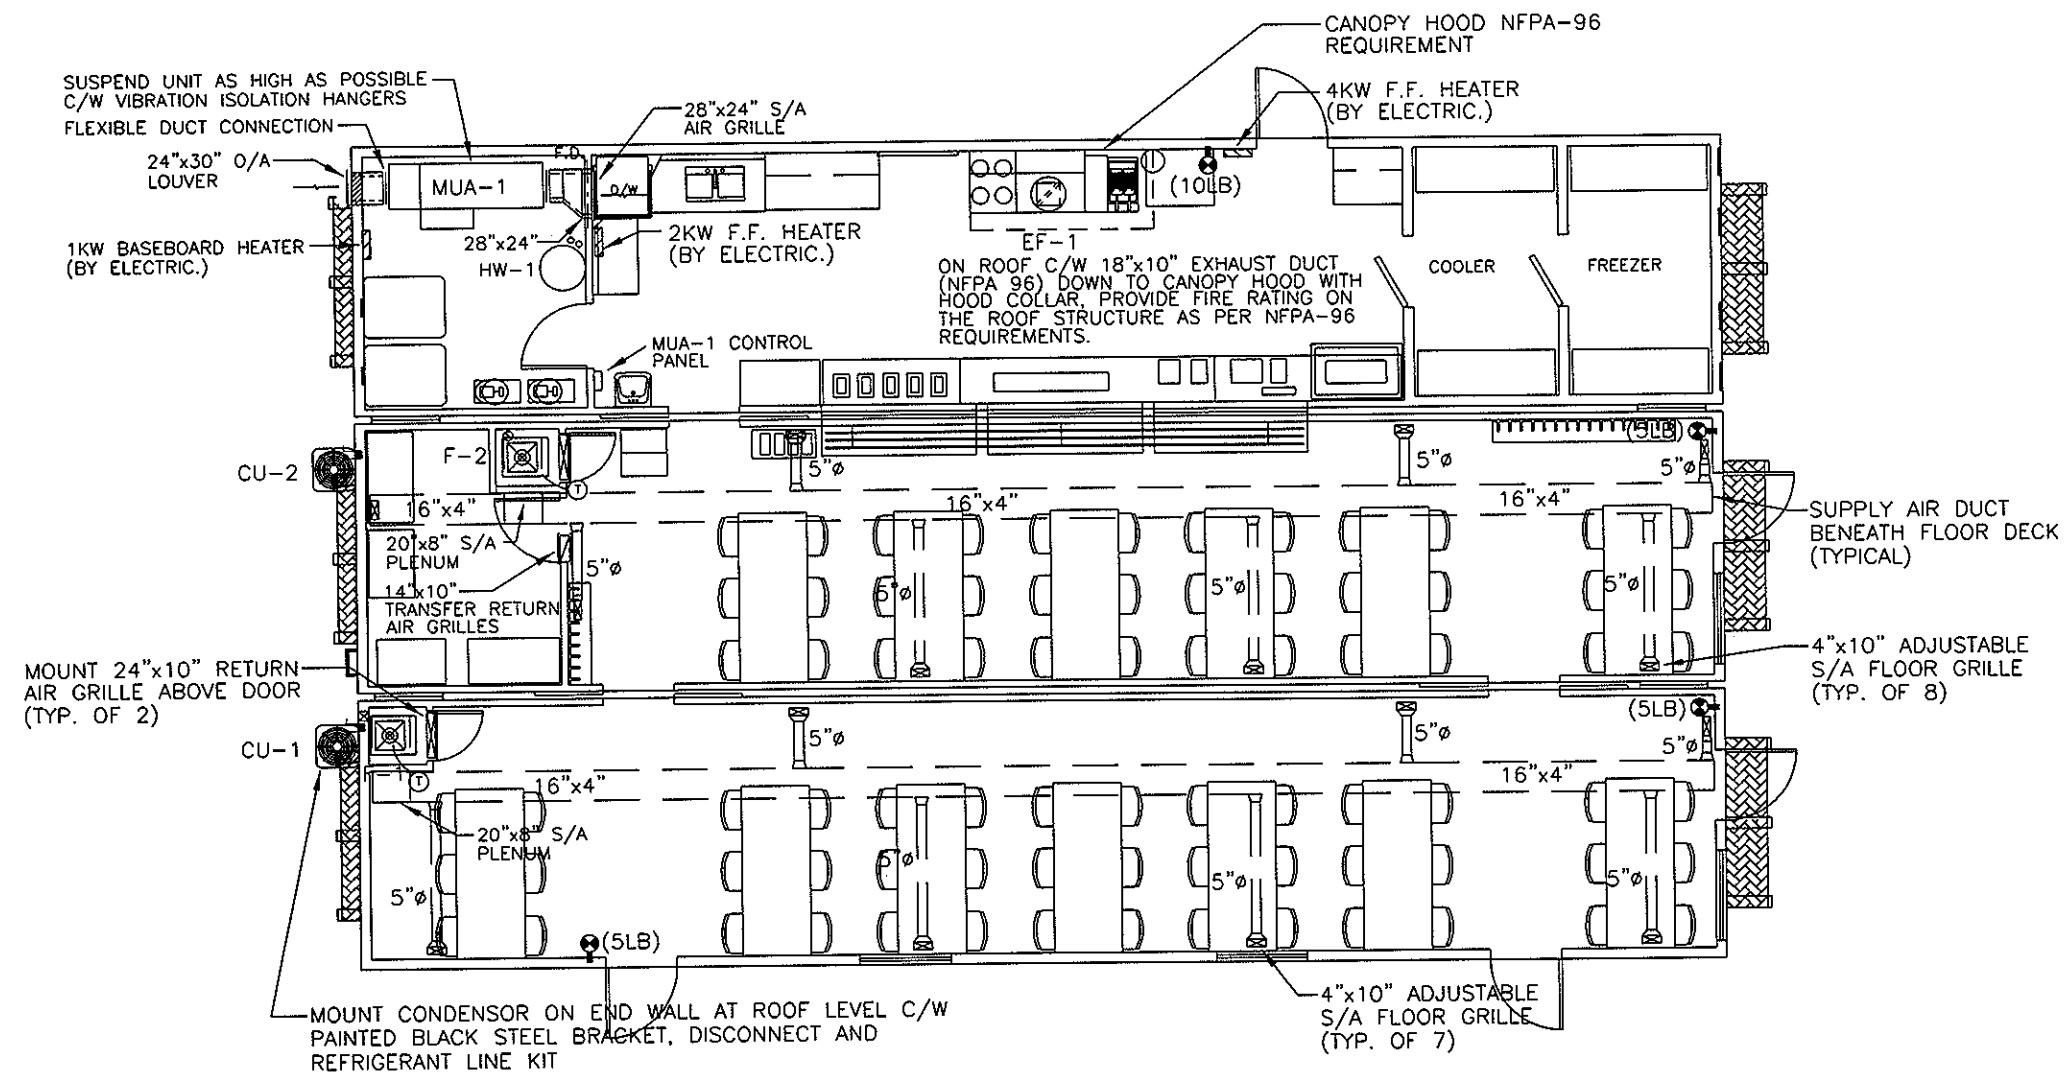 CANOPY HOOD NFPA-96
REQUIREMENT
SUSPEND UNIT AS HIGH AS POSSIBLE
C/W VIBRATION ISOLATION HANGERS
FLEXIBLE DUCT CONNECTION
28"x24" S/A
AIR GRILLE
4KW F.F. HEATER
(BY ELECTRIC.)
24"x30" O/A
LOUVER
F.D.
MUA-1
D/W
(10LB)
1KW BASEBOARD HEATER
(BY ELECTRIC.)
28"x24"
HW-1
2KW F.F. HEATER
(BY ELECTRIC.)
EF-1
ON ROOF C/W 18"x10" EXHAUST DUCT
(NFPA 96) DOWN TO CANOPY HOOD WITH
HOOD COLLAR, PROVIDE FIRE RATING ON
THE ROOF STRUCTURE AS PER NFPA-96
REQUIREMENTS.
COOLER
FREEZER
MUA-1 CONTROL
PANEL
CU-2
F-2
T
5"ø
5"ø
(5LB)
5"ø
16"x4"
16"x4"
16"x4"
SUPPLY AIR DUCT
BENEATH FLOOR DECK
(TYPICAL)
20"x8" S/A
PLENUM
14"x10"
TRANSFER RETURN
AIR GRILLES
5"ø
5"ø
5"ø
5"ø
4"x10" ADJUSTABLE
S/A FLOOR GRILLE
(TYP. OF 8)
MOUNT 24"x10" RETURN
AIR GRILLE ABOVE DOOR
(TYP. OF 2)
CU-1
T
5"ø
5"ø
(5LB)
5"ø
16"x4"
16"x4"
20"x8" S/A
PLENUM
5"ø
5"ø
5"ø
5"ø
(5LB)
4"x10" ADJUSTABLE
S/A FLOOR GRILLE
(TYP. OF 7)
MOUNT CONDENSOR ON END WALL AT ROOF LEVEL C/W
PAINTED BLACK STEEL BRACKET, DISCONNECT AND
REFRIGERANT LINE KIT